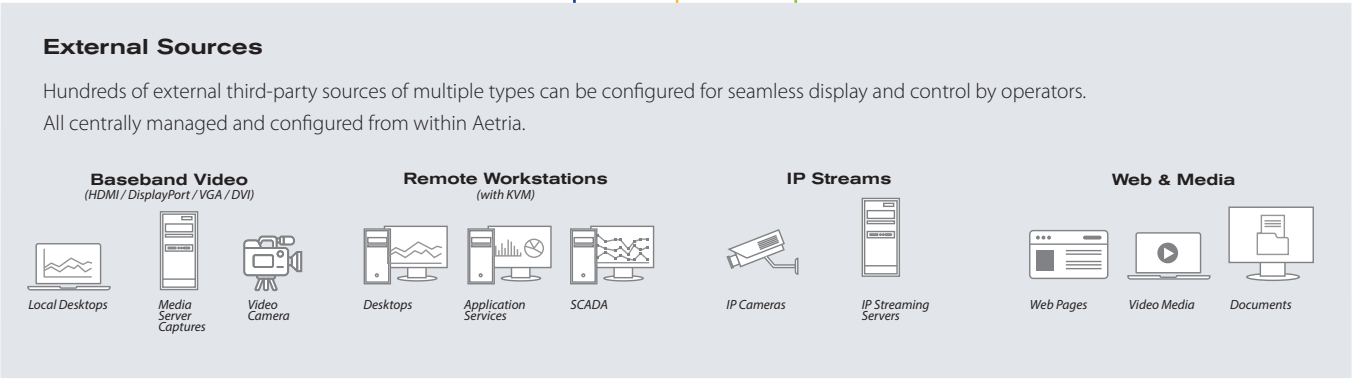 External Sources
Hundreds of external third-party sources of multiple types can be configured for seamless display and control by operators.
All centrally managed and configured from within Aetria.
Baseband Video
(HDMI / DisplayPort / VGA / DVI)
Local Desktops
Media
Server
Captures
Video
Camera
Remote Workstations
(with KVM)
Desktops
Application
Services
SCADA
IP Streams
IP Cameras
IP Streaming
Servers
Web & Media
Web Pages
Video Media
Documents